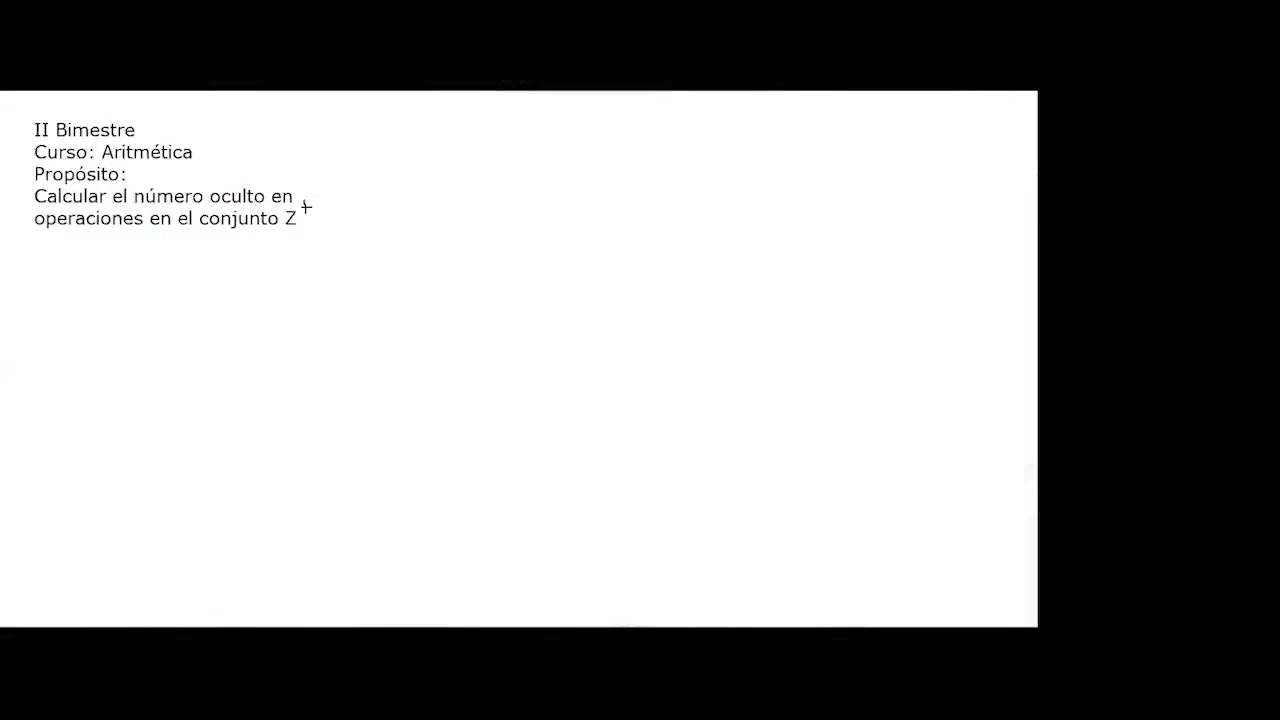 II Bimestre
Curso: Aritmética
Propósito:
Calcular el número oculto en
operaciones en el conjunto Z+